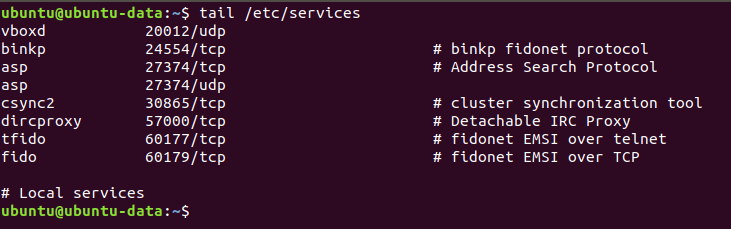 ubuntu@ubuntu-data:~$ tail /etc/services
vboxd 20012/udp
binkp 24554/tcp # binkp fidonet protocol
asp 27374/tcp # Address Search Protocol
asp 27374/udp
csync2 30865/tcp # cluster synchronization tool
dircproxy 57000/tcp # Detachable IRC Proxy
tfido 60177/tcp # fidonet EMSI over telnet
fido 60179/tcp # fidonet EMSI over TCP

# Local services
ubuntu@ubuntu-data:~$